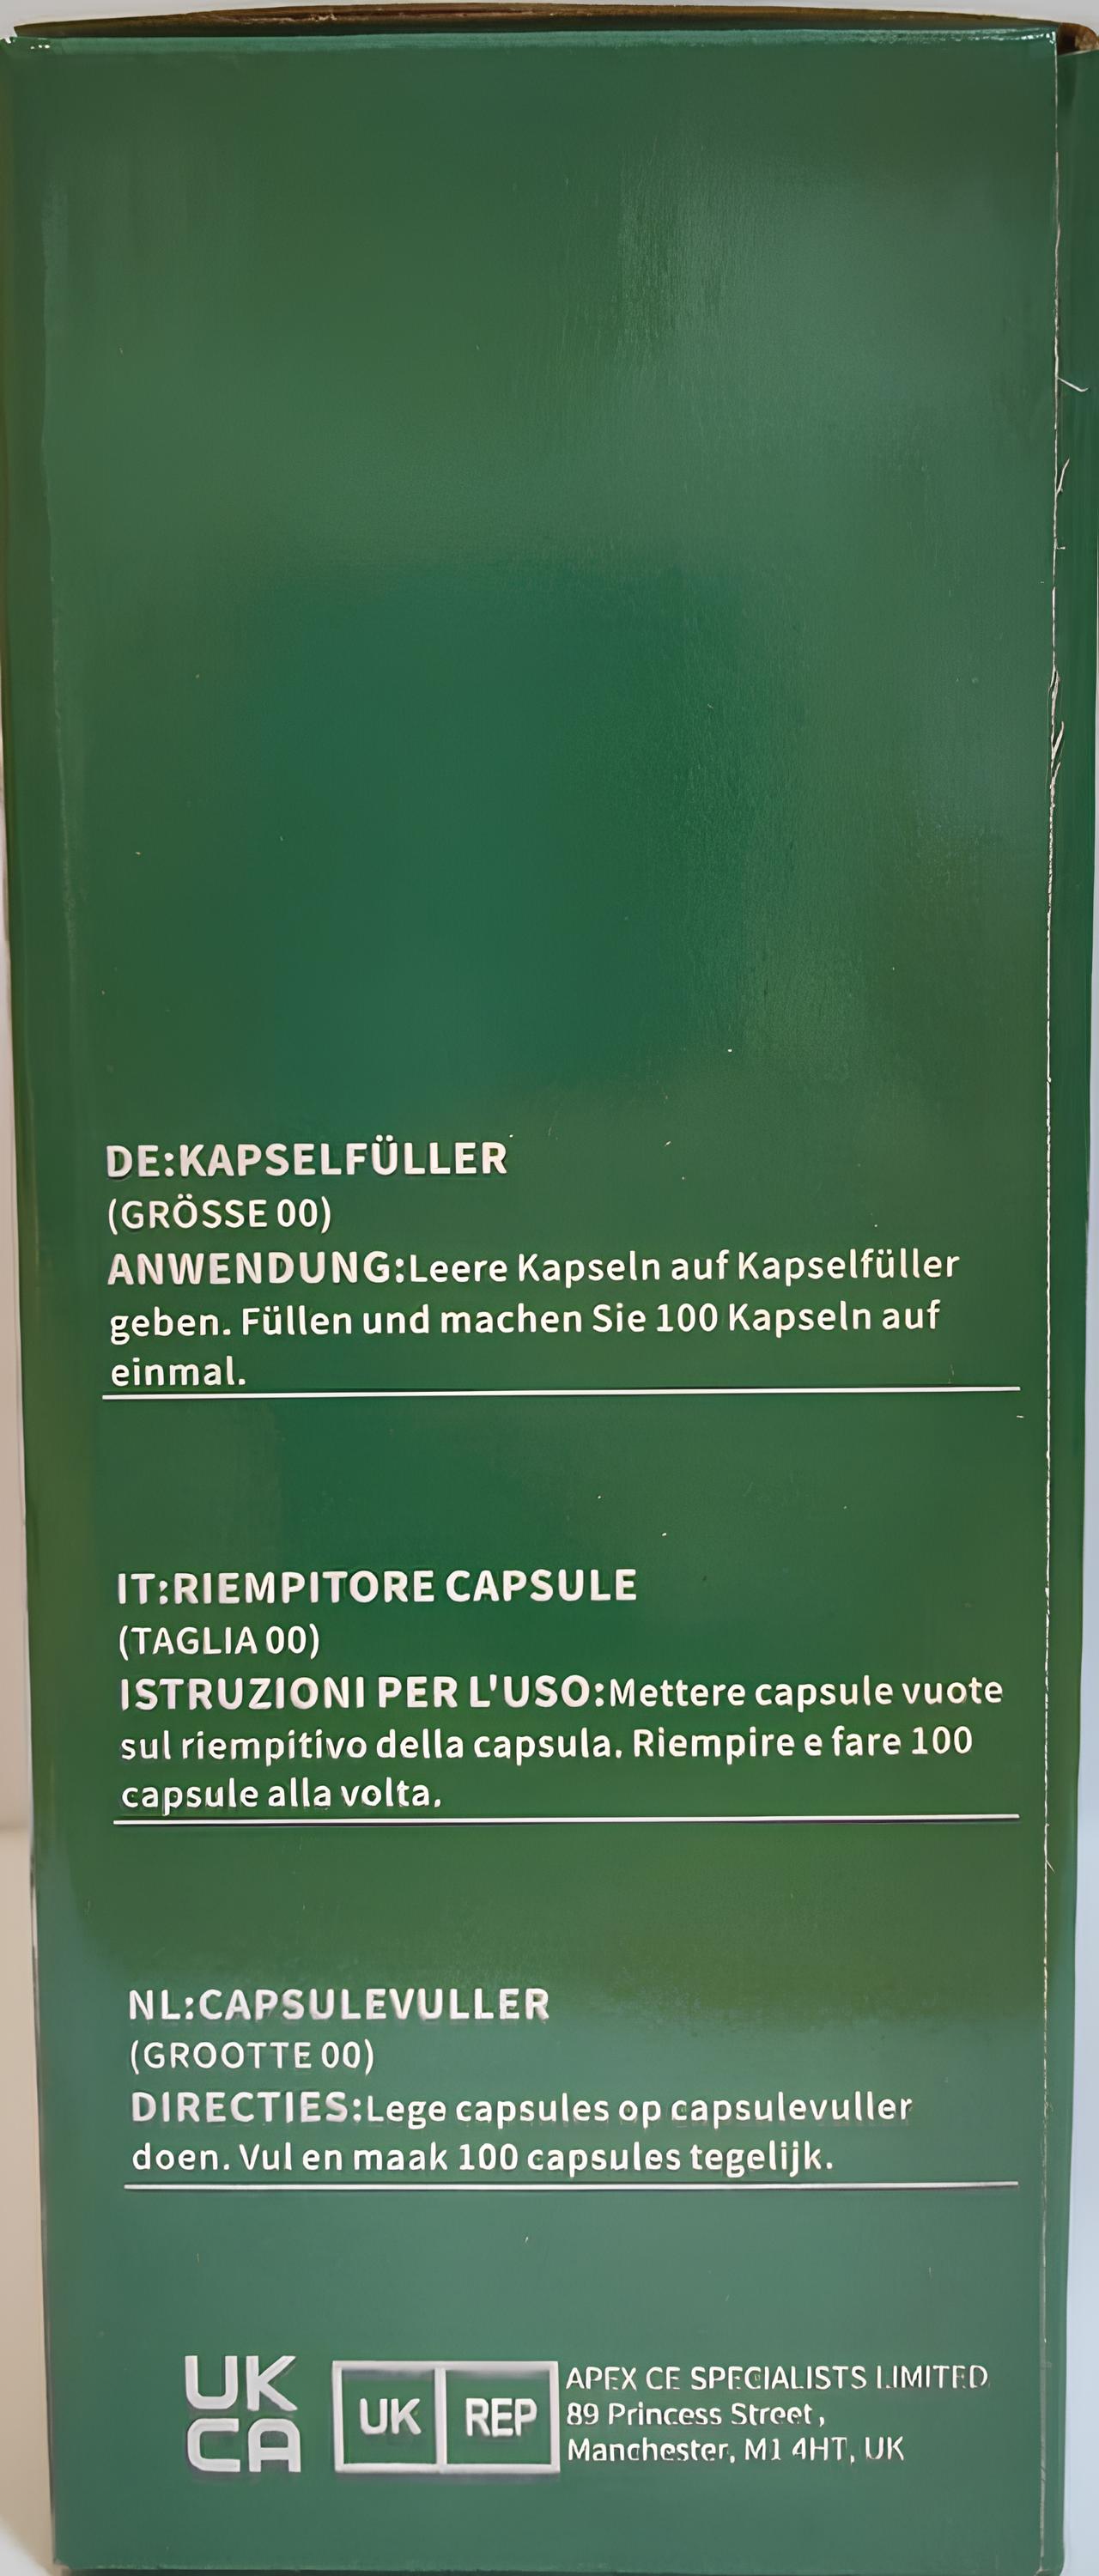 DE:KAPSELFÜLLER
(GRÖSSE 00)
ANWENDUNG:Leere Kapseln auf Kapselfüller
geben. Füllen und machen Sie 100 Kapseln auf
einmal.
IT:RIEMPITORE CAPSULE
(TAGLIA 00)
ISTRUZIONI PER L'USO:Mettere capsule vuote
sul riempitivo della capsula. Riempire e fare 100
capsule alla volta.
NL:CAPSULEVULLER
(GROOTTE 00)
DIRECTIES:Lege capsules op capsulevuller
doen. Vul en maak 100 capsules tegelijk.
UK
CA
UK REP
APEX CE SPECIALISTS LIMITED
89 Princess Street,
Manchester, M1 4HT, UK